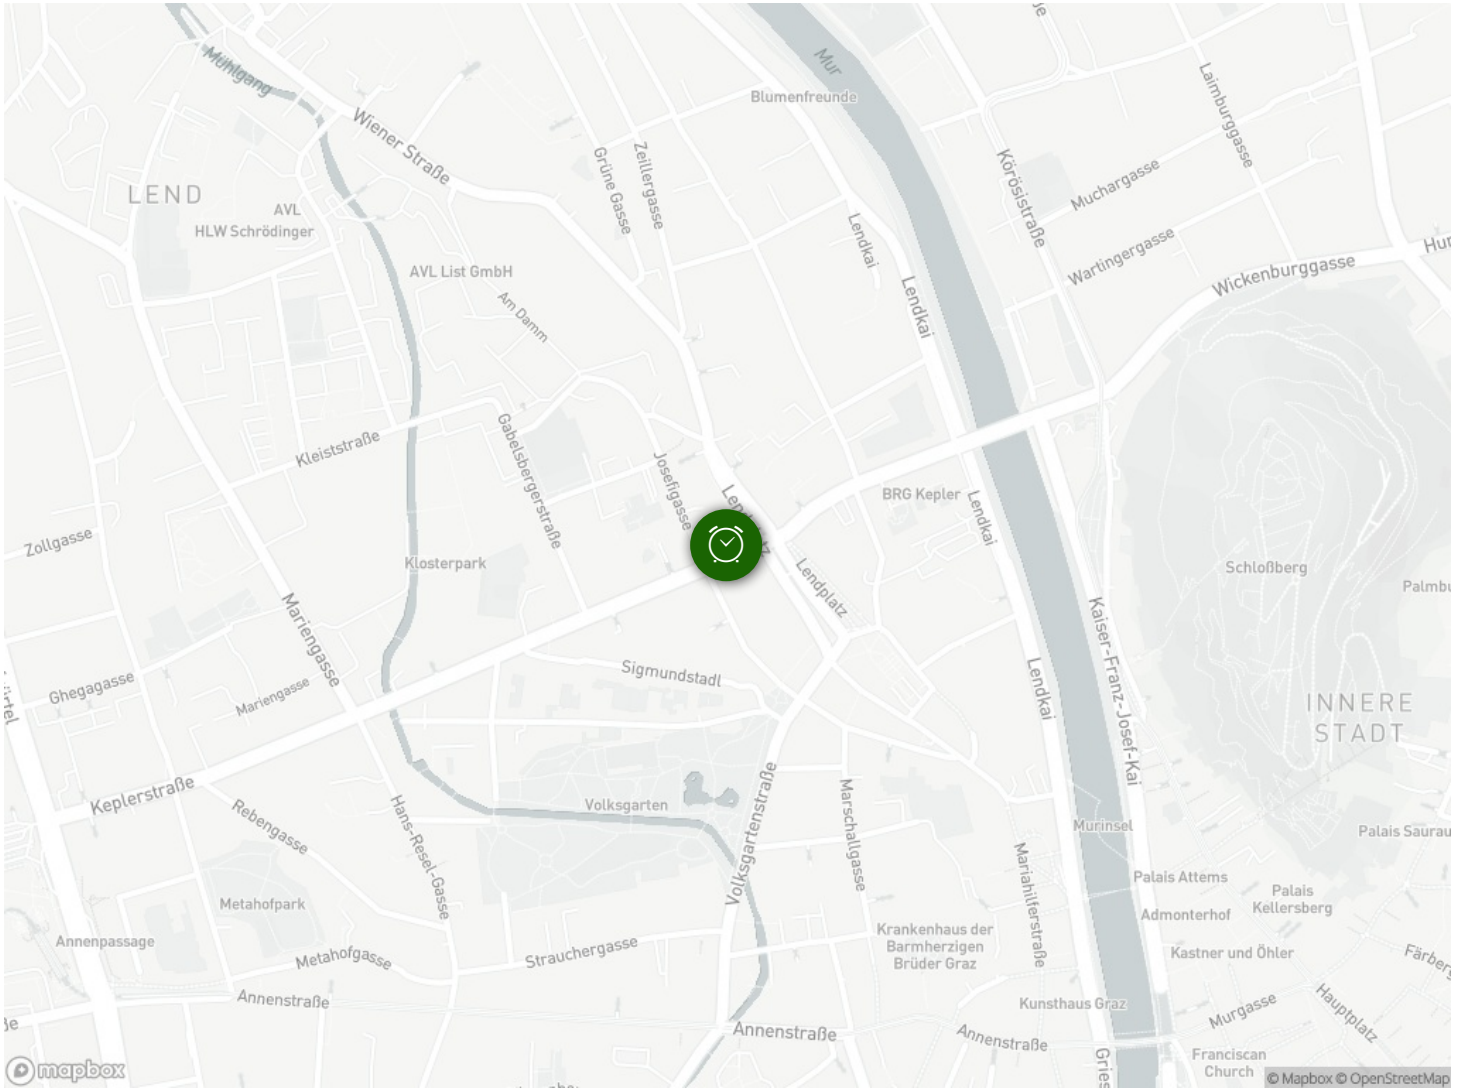 Mühlgang
Mur
Blumenfreunde
Wiener Straße
Laimburggasse
Körösistraße
Muchargasse
Grüne Gasse
Zeillergasse
LEND
AVL
HLW Schrödinger
Lendkai
Wartingergasse
Wickenburggasse
AVL List GmbH
Am Damm
Lendkai
Kleiststraße
Gabelsbergerstraße
Josefigasse
BRG Kepler
Lendkai
Zollgasse
Klosterpark
Lendplatz
Schloßberg
Mariengasse
Kaiser-Franz-Josef-Kai
Sigmundstadl
Ghegagasse
Mariengasse
Lendkai
INNERE
STADT
Keplerstraße
Rebengasse
Hans-Resel-Gasse
Volksgarten
Volksgartenstraße
Marschallgasse
Murinsel
Palais Saurau
Mariahilferstraße
Palais Attems
Palais
Kellersberg
Metahofpark
Admonterhof
Annenpassage
Metahofgasse
Strauchergasse
Krankenhaus der
Barmherzigen
Brüder Graz
Kastner und Öhler
Annenstraße
Kunsthaus Graz
Murgasse
Hauptplatz
Annenstraße
Annenstraße
Franciscan
Church
mapbox
© Mapbox © OpenStreetMap